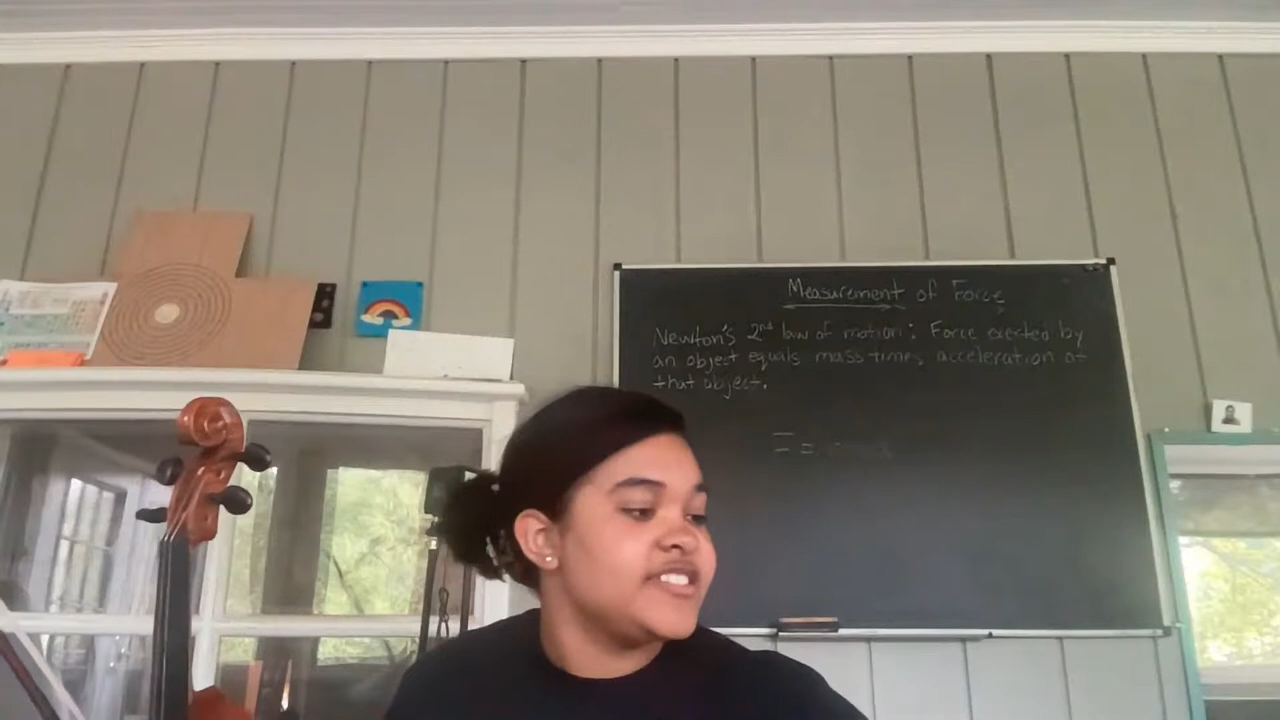 Measurement of Force
Newton's 2nd law of motion: Force exerted by
an object equals mass times acceleration of
that object.
F =